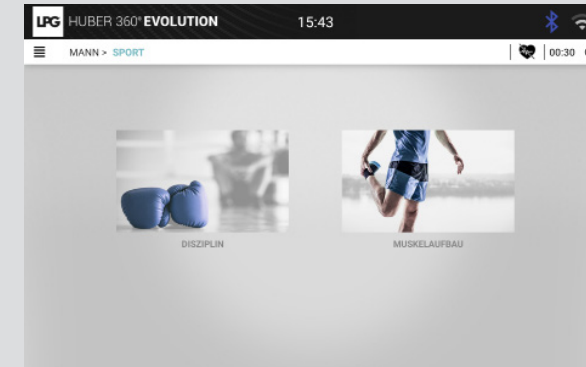 LPG HUBER 360° EVOLUTION 15:43
MANN > SPORT 00:30
DISZIPLIN MUSKELAUFBAU